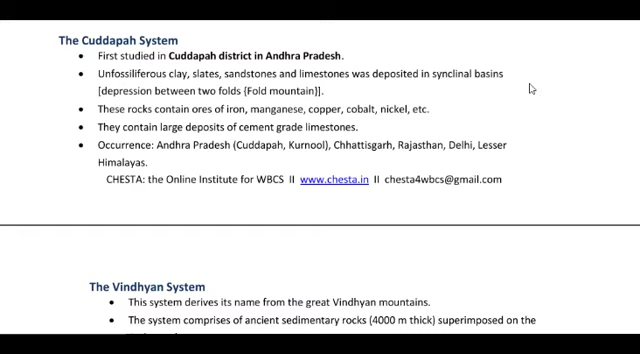 The Cuddapah System
• First studied in Cuddapah district in Andhra Pradesh.
• Unfossiliferous clay, slates, sandstones and limestones was deposited in synclinal basins
[depression between two folds {Fold mountain}].
• These rocks contain ores of iron, manganese, copper, cobalt, nickel, etc.
• They contain large deposits of cement grade limestones.
• Occurrence: Andhra Pradesh (Cuddapah, Kurnool), Chhattisgarh, Rajasthan, Delhi, Lesser
Himalayas.
CHESTA: the Online Institute for WBCS II www.chesta.in II chesta4wbcs@gmail.com
The Vindhyan System
• This system derives its name from the great Vindhyan mountains.
• The system comprises of ancient sedimentary rocks (4000 m thick) superimposed on the